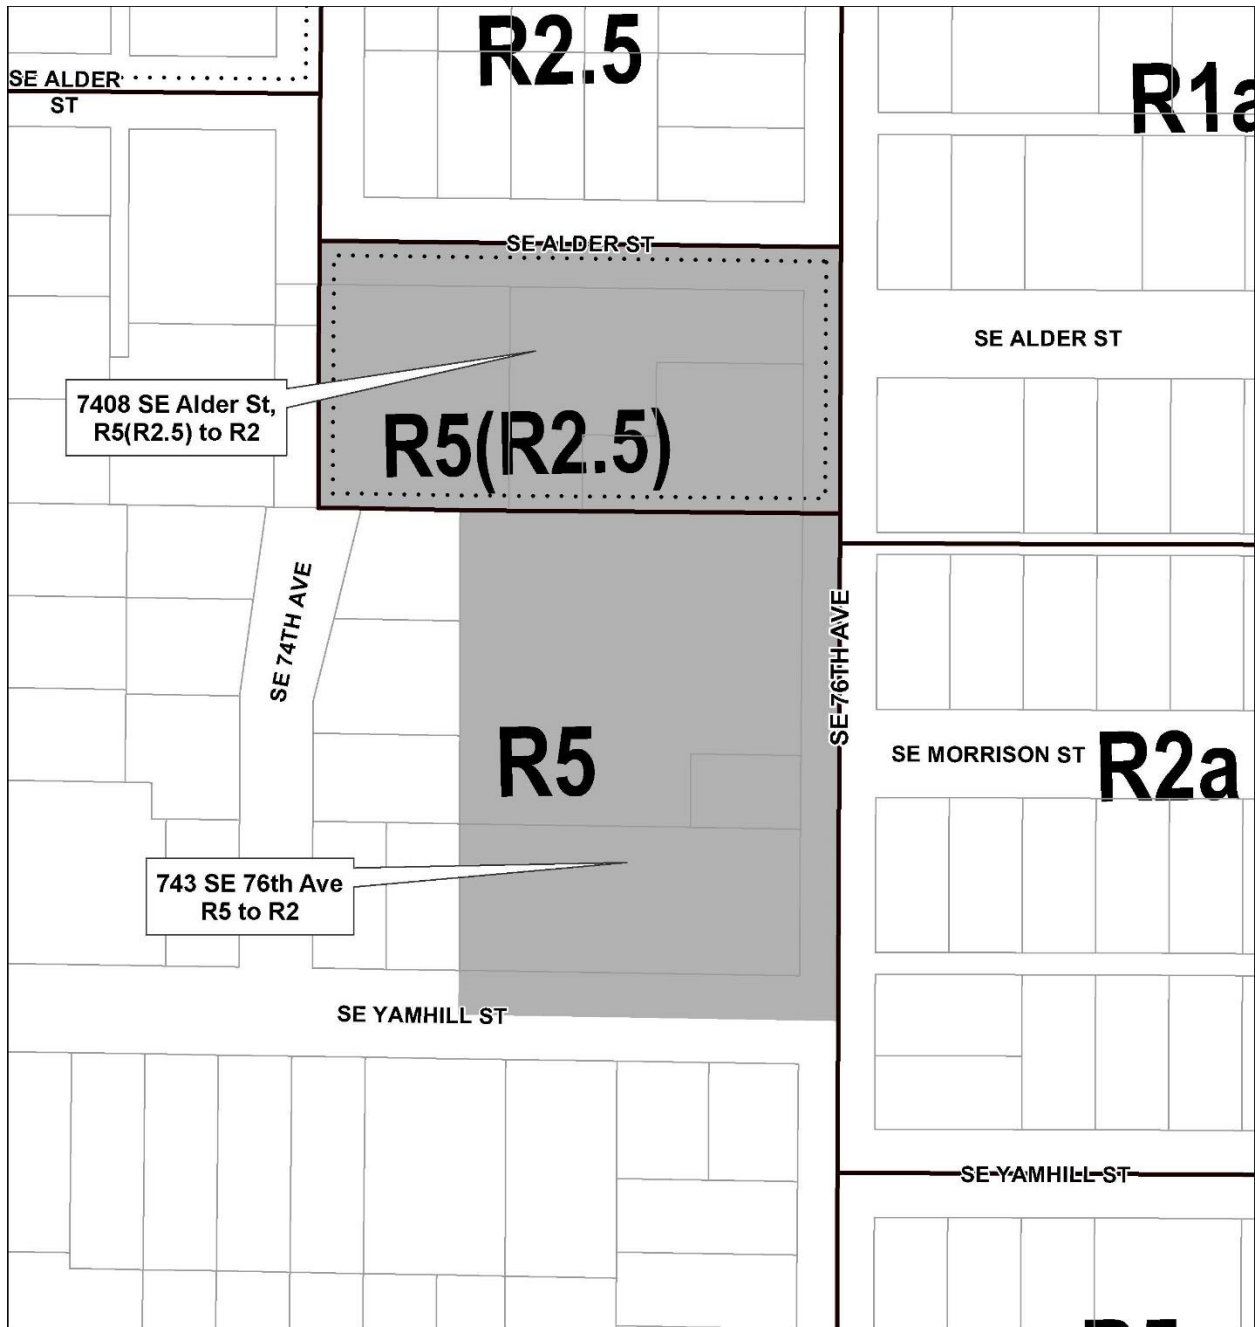 R2.5
R1a
SE ALDER
ST
SE ALDER ST
SE ALDER ST
7408 SE Alder St,
R5(R2.5) to R2
R5(R2.5)
SE 74TH AVE
SE 76TH AVE
R5
SE MORRISON ST
R2a
743 SE 76th Ave
R5 to R2
SE YAMHILL ST
SE YAMHILL ST